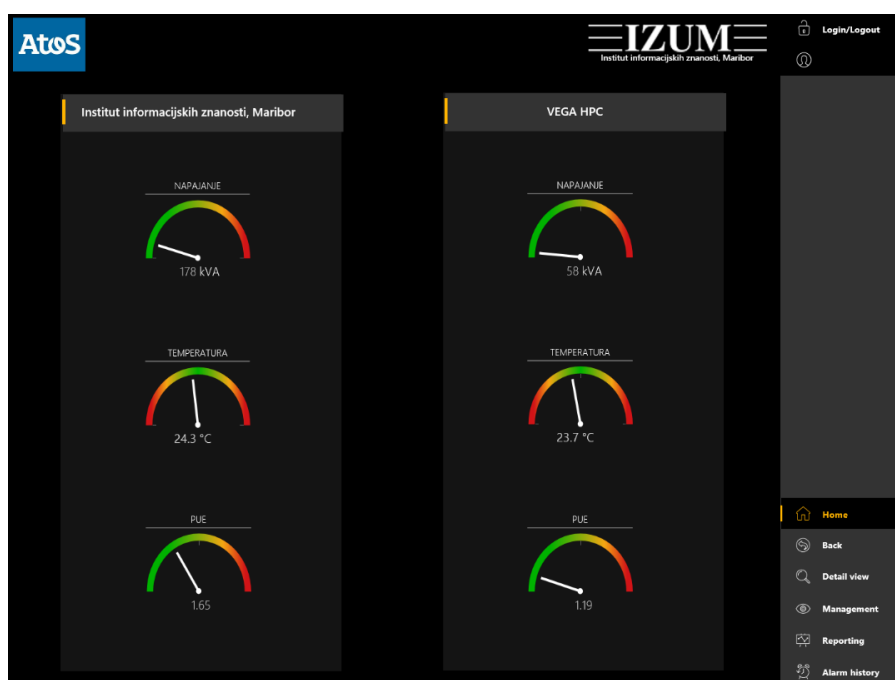 Atos
IZUM
Institut informacijskih znanosti, Maribor
Login/Logout
Institut informacijskih znanosti, Maribor
NAPAJANJE
178 kVA
TEMPERATURA
24.3 °C
PUE
1.65
VEGA HPC
NAPAJANJE
58 kVA
TEMPERATURA
23.7 °C
PUE
1.19
Home
Back
Detail view
Management
Reporting
Alarm history